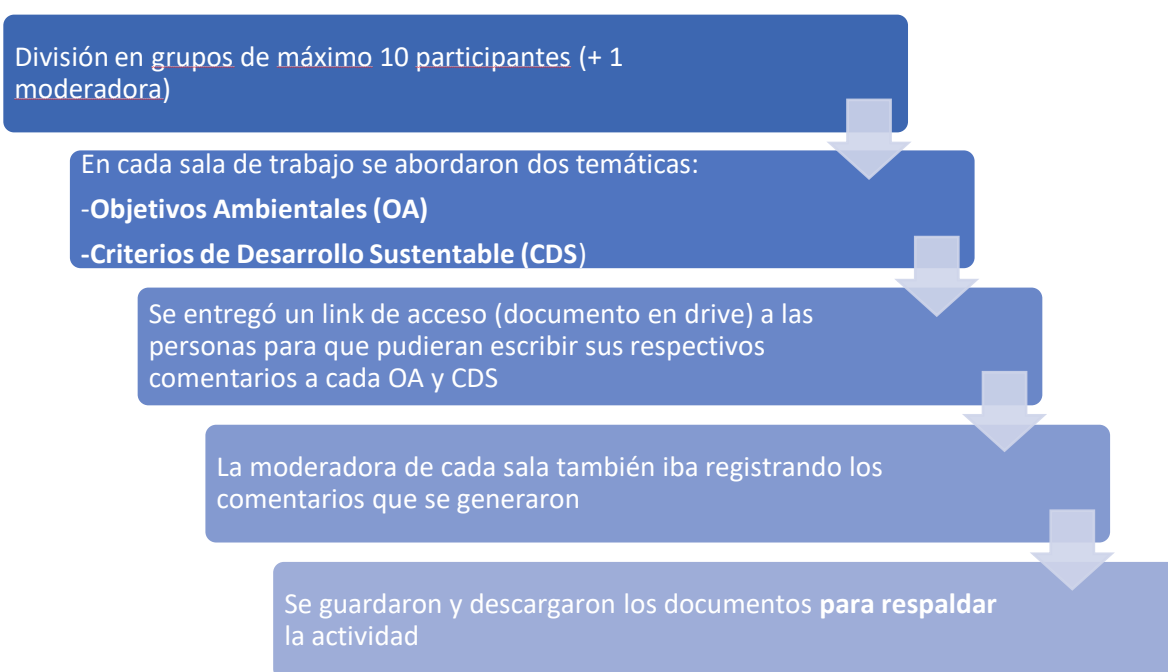 División en grupos de máximo 10 participantes (+ 1
moderadora)
En cada sala de trabajo se abordaron dos temáticas:
-Objetivos Ambientales (OA)
-Criterios de Desarrollo Sustentable (CDS)
Se entregó un link de acceso (documento en drive) a las
personas para que pudieran escribir sus respectivos
comentarios a cada OA y CDS
La moderadora de cada sala también iba registrando los
comentarios que se generaron
Se guardaron y descargaron los documentos para respaldar
la actividad